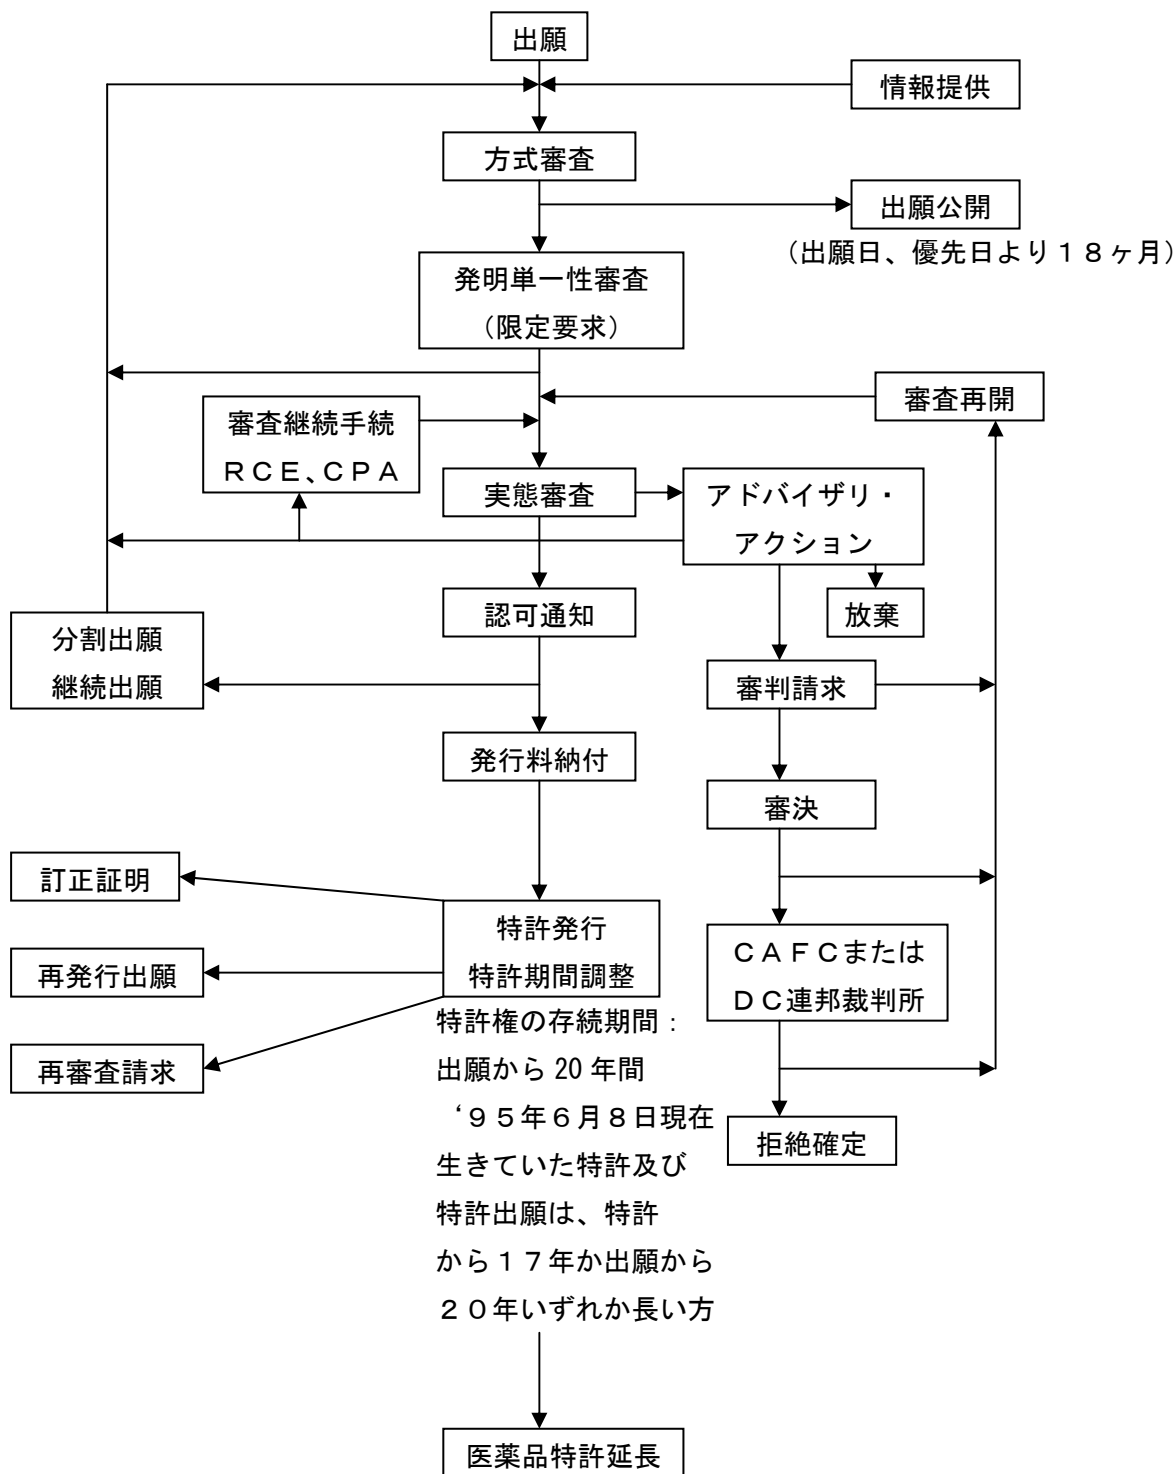 出願
情報提供
方式審査
出願公開
（出願日、優先日より１８ヶ月）
発明単一性審査
（限定要求）
審査再開
審査継続手続
ＲＣＥ、ＣＰＡ
実態審査
アドバイザリ・
アクション
認可通知
放棄
分割出願
継続出願
審判請求
発行料納付
審決
訂正証明
特許発行
特許期間調整
ＣＡＦＣまたは
ＤＣ連邦裁判所
再発行出願
再審査請求
特許権の存続期間：
出願から 20 年間
‘９５年６月８日現在
生きていた特許及び
特許出願は、特許
から１７年か出願から
２０年いずれか長い方
拒絶確定
医薬品特許延長